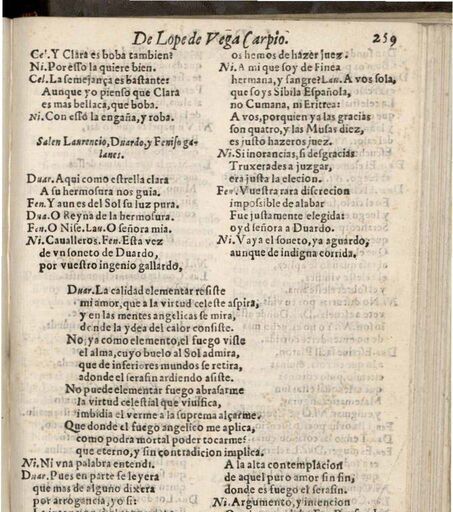 De Lope de Vega Carpio. 259
Cel. Y Clara es boba tambien?
Ni. Por esso la quiere bien.
Cel. La semejança es bastante:
Aunque yo pienso que Clara
es mas bellaca, que boba.
Ni. Con esso la engaña, y roba.
Salen Laurencio, Duardo, y Feniso ga-
lanes.
Duar. Aqui como estrella clara
A su hermosura nos guia.
Fen. Y aun es del Sol su luz pura.
Dua. O Reyna de la hermosura.
Fen. O Nise. Lau. O señora mia.
Ni. Cavalleros. Fen. Esta vez
de vn soneto de Duardo,
por vuestro ingenio gallardo,
os hemos de hazer juez.
Ni. A mi que soy de Finea
hermana, y sangre? Lau. A vos sola,
que soys Sibila Española,
no Cumana, ni Eritrea:
A vos, por quien ya las gracias
son quatro, y las Musas diez,
es justo hazeros juez.
Ni. Si ignorancias, si desgracias
Truxerades a juzgar,
era justa la elecion.
Fen. Vuestra rara discrecion
impossible de alabar
Fue justamente elegida:
oyd señora a Duardo.
Ni. Vaya el soneto, ya aguardo,
aunque de indigna corrida.
Duar. La calidad elementar resiste
mi amor, que a la virtud celeste aspira,
y en las mentes angelicas se mira,
donde la ydea del calor consiste.
No, ya como elemento, el fuego viste
el alma, cuyo buelo al Sol admira,
que de inferiores mundos se retira,
adonde el serafin ardiendo asiste.
No puede elementar fuego abrasarme
la virtud celestial que viuifica,
imbidia el verme a la suprema alçarme.
Que donde el fuego angelico me aplica,
como podra mortal poder tocarme:
que eterno, y sin contradicion implica.
Ni. Ni vna palabra entendi.
Duar. Pues en parte se leyera
que mas de alguno dixera
por arrogancia, yo si:
A la alta contemplacion
de aquel puro amor sin fin,
donde es fuego el serafin.
Ni. Argumento, y intencion